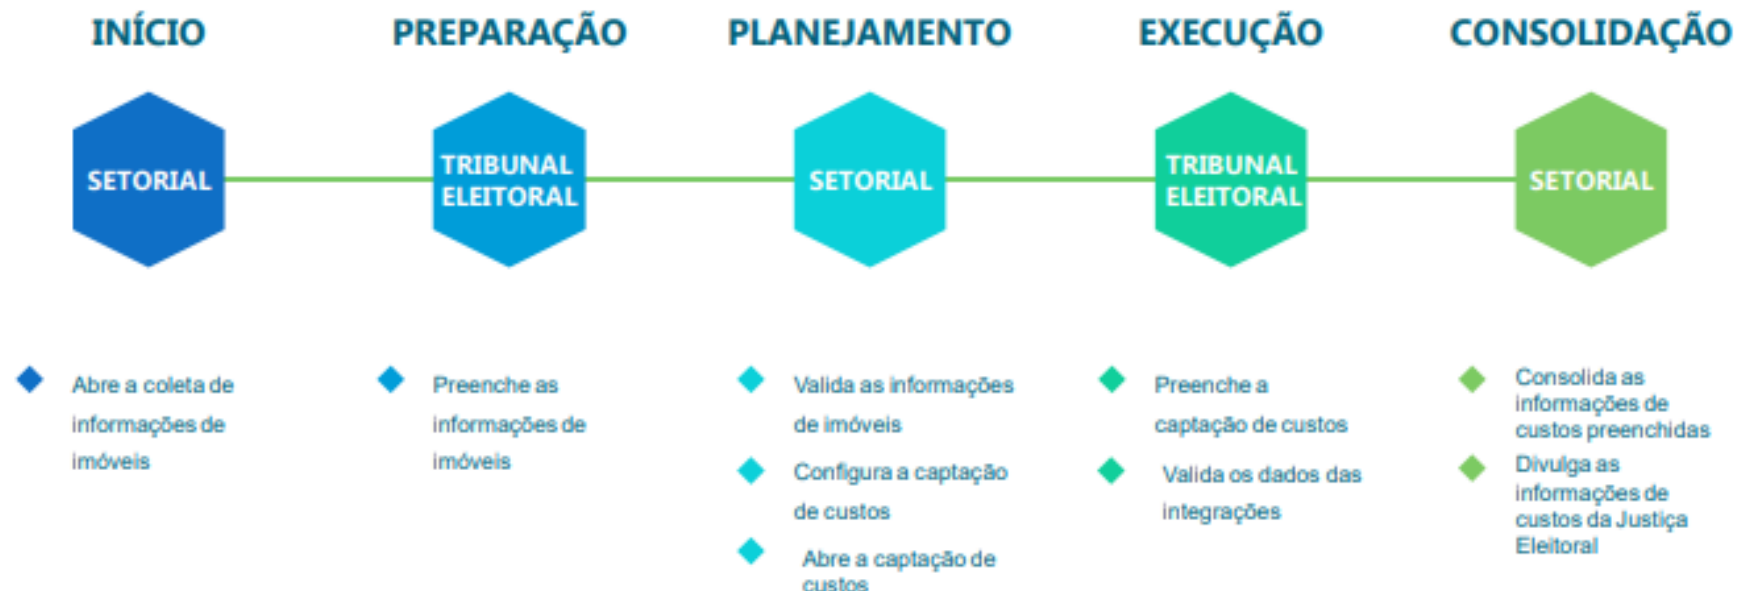 INÍCIO
PREPARAÇÃO
PLANEJAMENTO
EXECUÇÃO
CONSOLIDAÇÃO
SETORIAL
TRIBUNAL
ELEITORAL
SETORIAL
TRIBUNAL
ELEITORAL
SETORIAL
Abre a coleta de
informações de
imóveis
Preenche as
informações de
imóveis
Valida as informações
de imóveis
Configura a captação
de custos
Abre a captação de
custos
Preenche a
captação de custos
Valida os dados das
integrações
Consolida as
informações de
custos preenchidas
Divulga as
informações de
custos da Justiça
Eleitoral